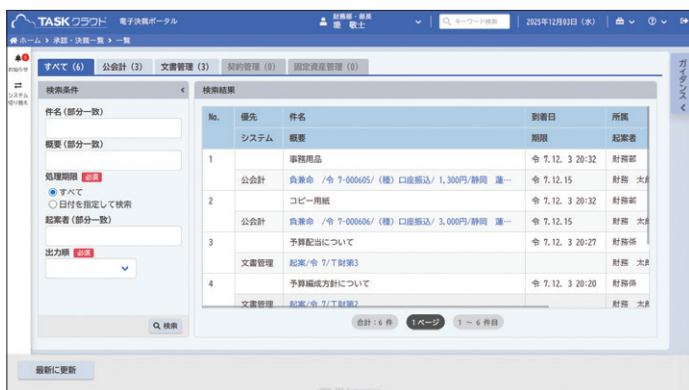 TASKクラウド 電子決裁ポータル
財務部・部長
キーワード検索
2025年12月03日（水）
ホーム > 承認・決裁一覧 > 一覧
お知らせ
システム切り替え
すべて (6) 公会計 (3) 文書管理 (3) 契約管理 (0) 固定資産管理 (0)
ガイダンス
検索条件
件名 (部分一致)
概要 (部分一致)
処理期限 必須
すべて
日付を指定して検索
起案者 (部分一致)
出力順 必須
検索
検索結果
No. 優先 件名 到着日 所属
システム 概要 期限 起案者
1 事務用品 令 7.12. 3 20:32 財務部
公会計 負兼命 /令 7-000605/ (種) 口座振込/ 1,300円/静岡 蓮… 令 7.12.15 財務 太
2 コピー用紙 令 7.12. 3 20:32 財務部
公会計 負兼命 /令 7-000606/ (種) 口座振込/ 3,000円/静岡 蓮… 令 7.12.15 財務 太
3 予算配当について 令 7.12. 3 20:27 財務係
文書管理 起案/令 7/T財第3 財務 太
4 予算編成方針について 令 7.12. 3 20:20 財務係
文書管理 起案/令 7/T財第2 財務 太
合計：6 件 1ページ 1 ～ 6 件目
最新に更新